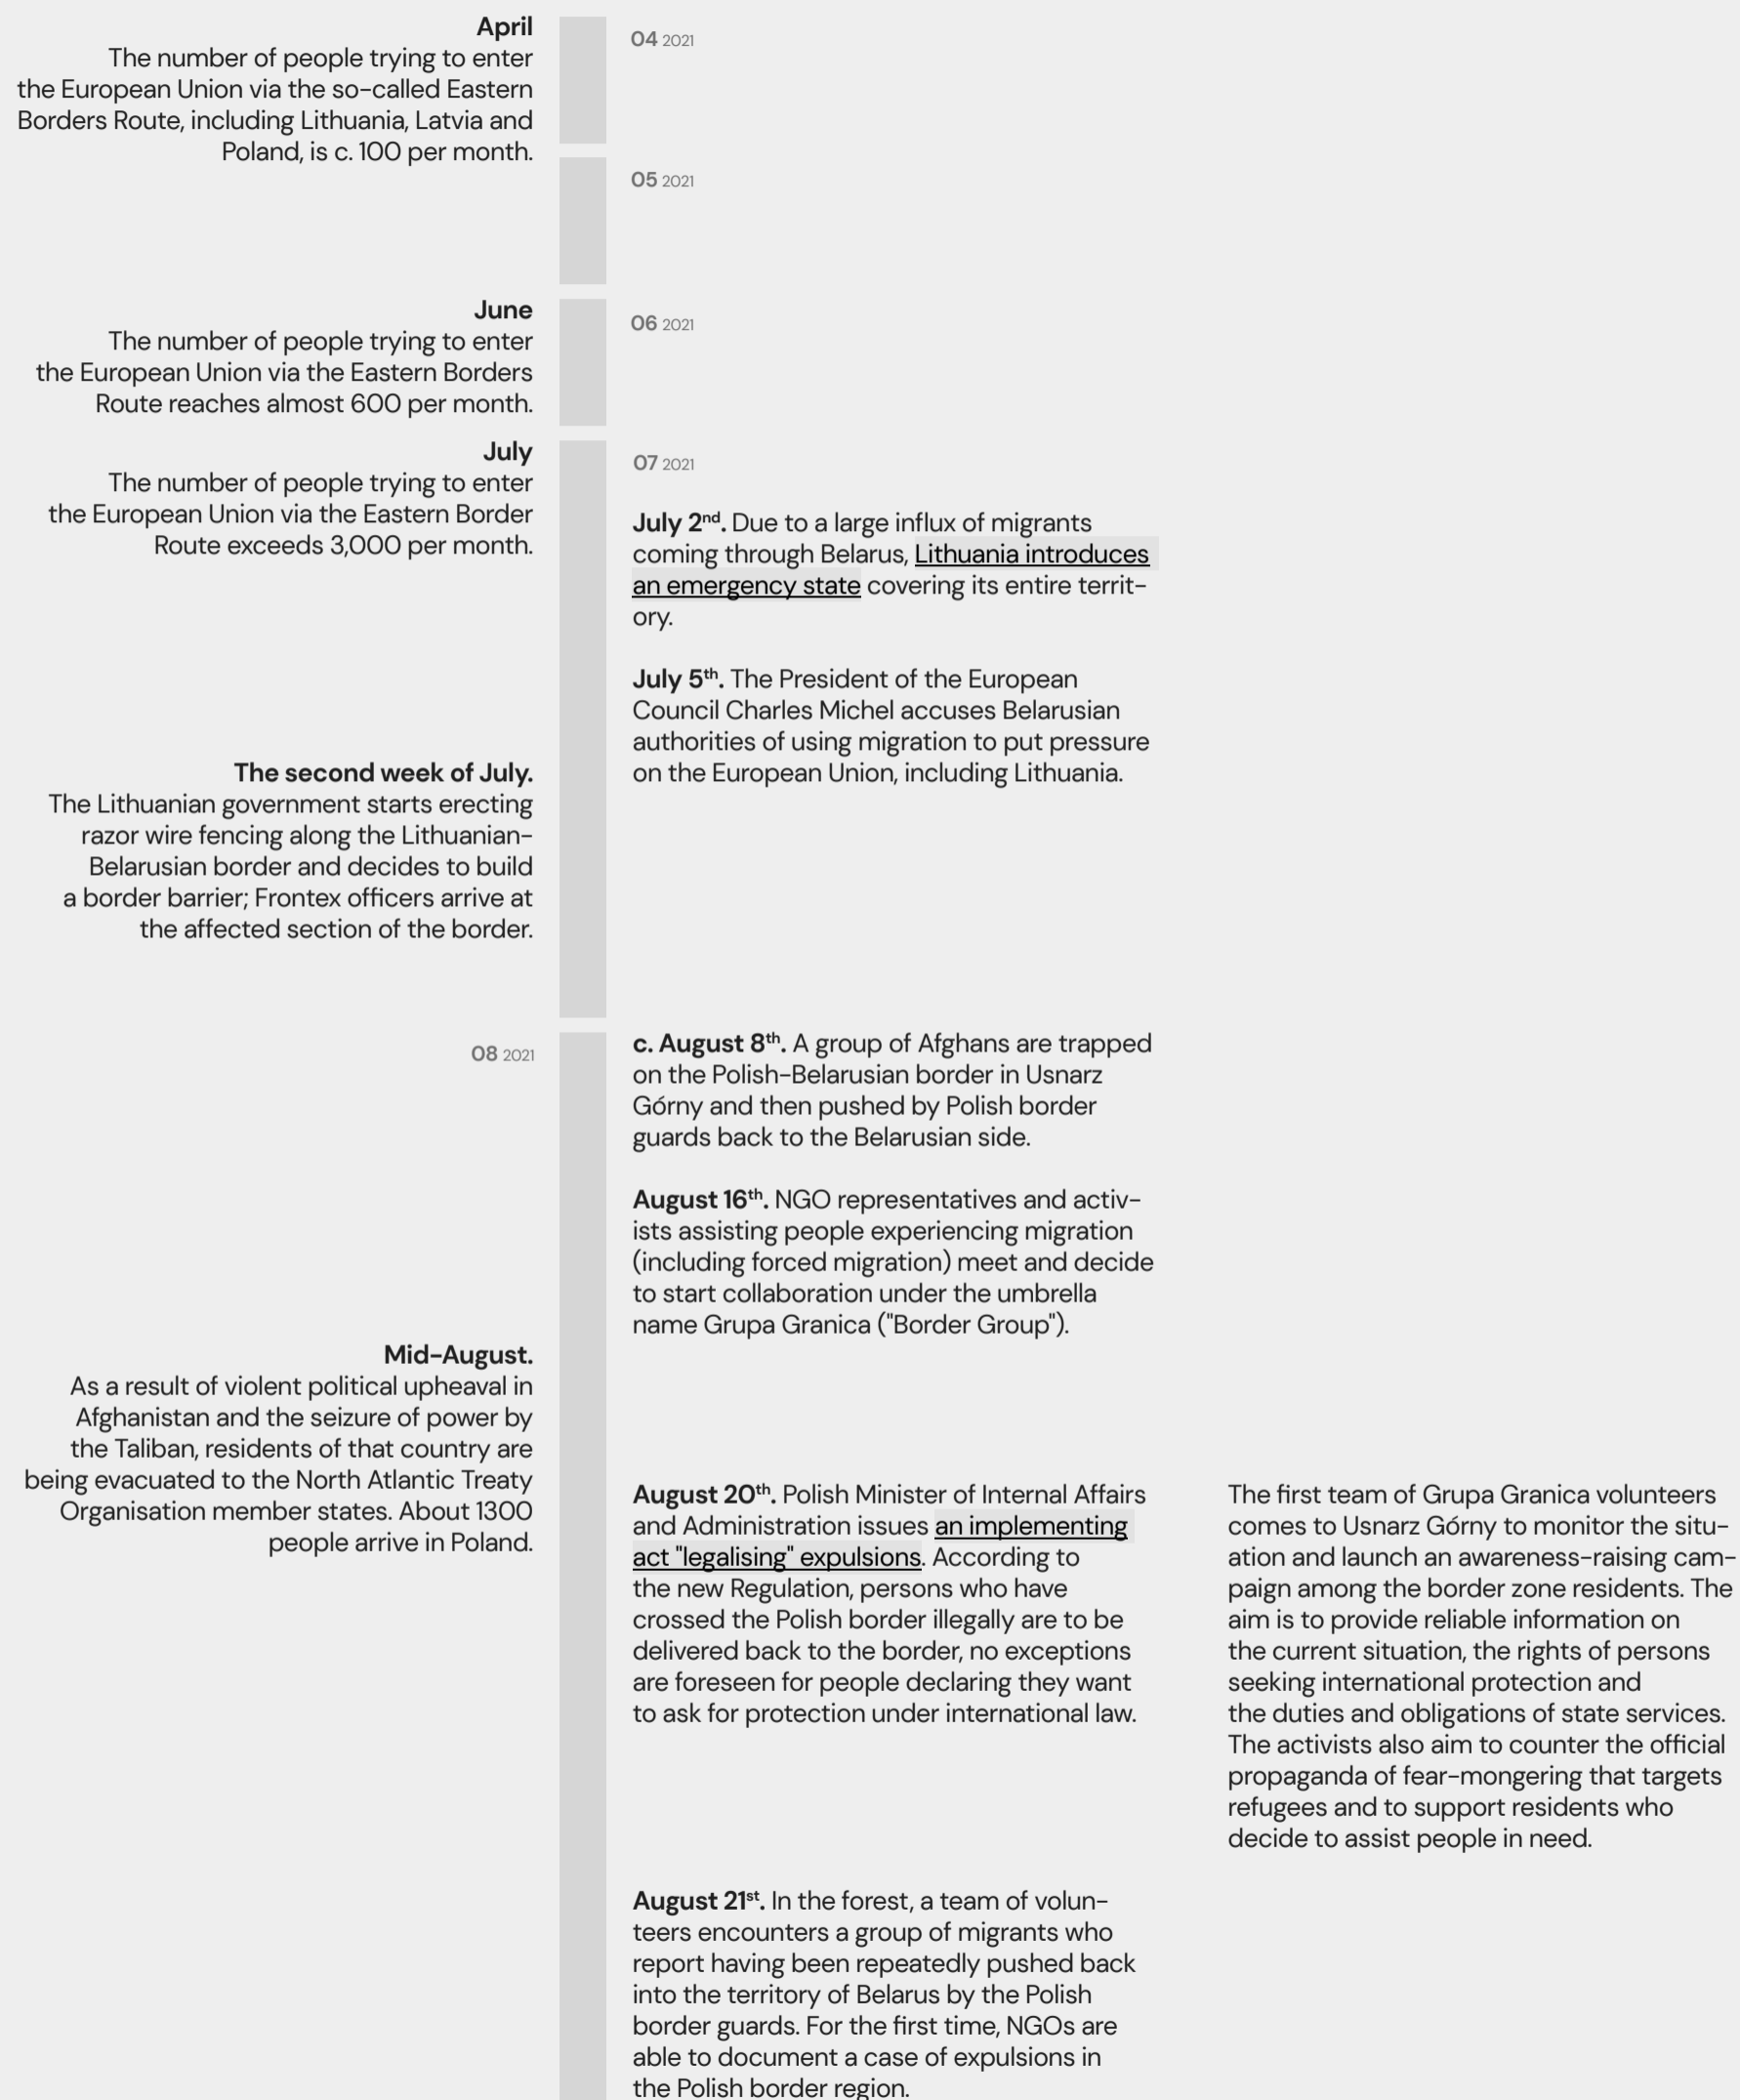 April
The number of people trying to enter
the European Union via the so-called Eastern
Borders Route, including Lithuania, Latvia and
Poland, is c. 100 per month.
04 2021
05 2021
June
The number of people trying to enter
the European Union via the Eastern Borders
Route reaches almost 600 per month.
06 2021
July
The number of people trying to enter
the European Union via the Eastern Border
Route exceeds 3,000 per month.
07 2021
July 2nd. Due to a large influx of migrants
coming through Belarus, Lithuania introduces
an emergency state covering its entire territ-
ory.
July 5th. The President of the European
Council Charles Michel accuses Belarusian
authorities of using migration to put pressure
on the European Union, including Lithuania.
The second week of July.
The Lithuanian government starts erecting
razor wire fencing along the Lithuanian-
Belarusian border and decides to build
a border barrier; Frontex officers arrive at
the affected section of the border.
08 2021
c. August 8th. A group of Afghans are trapped
on the Polish-Belarusian border in Usnarz
Górny and then pushed by Polish border
guards back to the Belarusian side.
August 16th. NGO representatives and activ-
ists assisting people experiencing migration
(including forced migration) meet and decide
to start collaboration under the umbrella
name Grupa Granica ("Border Group").
Mid-August.
As a result of violent political upheaval in
Afghanistan and the seizure of power by
the Taliban, residents of that country are
being evacuated to the North Atlantic Treaty
Organisation member states. About 1300
people arrive in Poland.
August 20th. Polish Minister of Internal Affairs
and Administration issues an implementing
act "legalising" expulsions. According to
the new Regulation, persons who have
crossed the Polish border illegally are to be
delivered back to the border, no exceptions
are foreseen for people declaring they want
to ask for protection under international law.
The first team of Grupa Granica volunteers
comes to Usnarz Górny to monitor the situ-
ation and launch an awareness-raising cam-
paign among the border zone residents. The
aim is to provide reliable information on
the current situation, the rights of persons
seeking international protection and
the duties and obligations of state services.
The activists also aim to counter the official
propaganda of fear-mongering that targets
refugees and to support residents who
decide to assist people in need.
August 21st. In the forest, a team of volun-
teers encounters a group of migrants who
report having been repeatedly pushed back
into the territory of Belarus by the Polish
border guards. For the first time, NGOs are
able to document a case of expulsions in
the Polish border region.